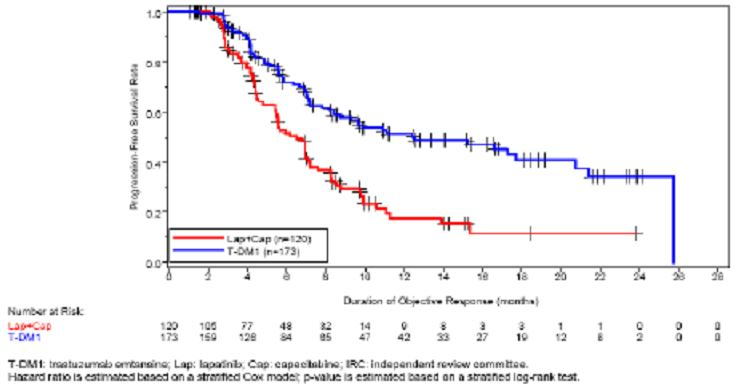 1.0
0.8
0.6
0.4
0.2
0.0
Progression-Free Survival Rate
Lap+Cap (n=120)
T-DM1 (n=173)
0 2 4 6 8 10 12 14 16 18 20 22 24 26 28
Duration of Objective Response (months)
Number at Risk:
Lap+Cap 120 105 77 48 32 14 9 8 3 3 1 1 0 0 0
T-DM1 173 159 126 84 65 47 42 33 27 19 12 8 2 0 0
T-DM1: trastuzumab emtansine; Lap: lapatinib; Cap: capecitabine; IRC: independent review committee.
Hazard ratio is estimated based on a stratified Cox model; p-value is estimated based on a stratified log-rank test.